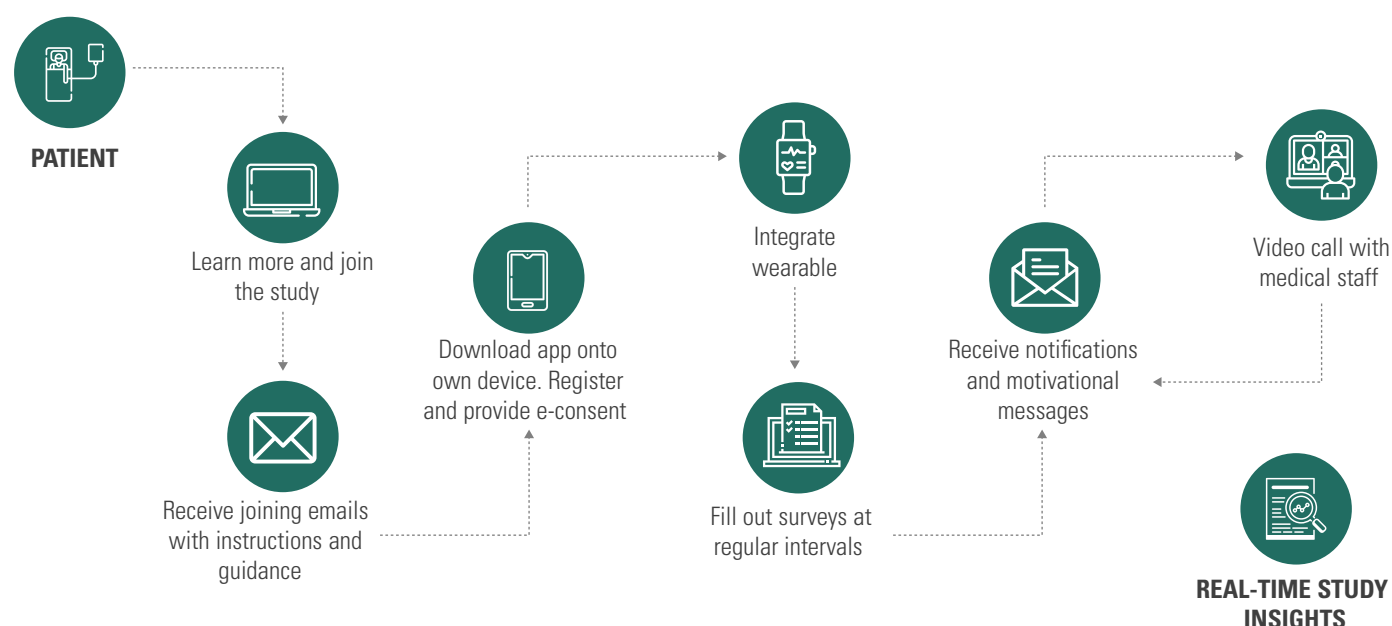 PATIENT
Learn more and join
the study
Receive joining emails
with instructions and
guidance
Download app onto
own device. Register
and provide e-consent
Integrate
wearable
Fill out surveys at
regular intervals
Receive notifications
and motivational
messages
Video call with
medical staff
REAL-TIME STUDY
INSIGHTS